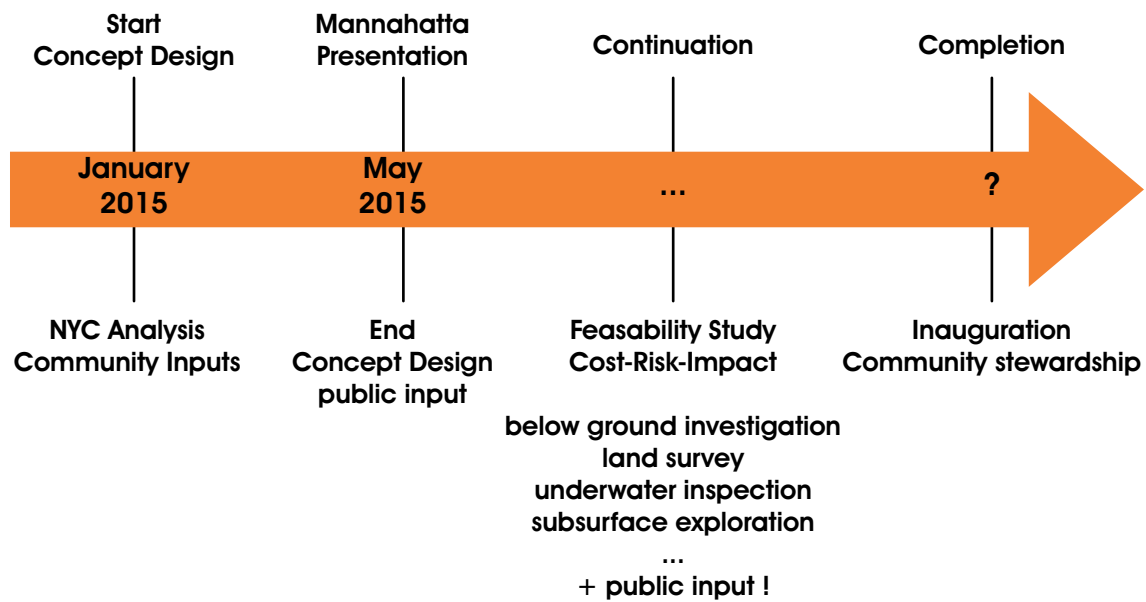 Start
Concept Design
Mannahatta
Presentation
Continuation
Completion
January
2015
May
2015
...
?
NYC Analysis
Community Inputs
End
Concept Design
public input
Feasability Study
Cost-Risk-Impact
below ground investigation
land survey
underwater inspection
subsurface exploration
...
+ public input !
Inauguration
Community stewardship